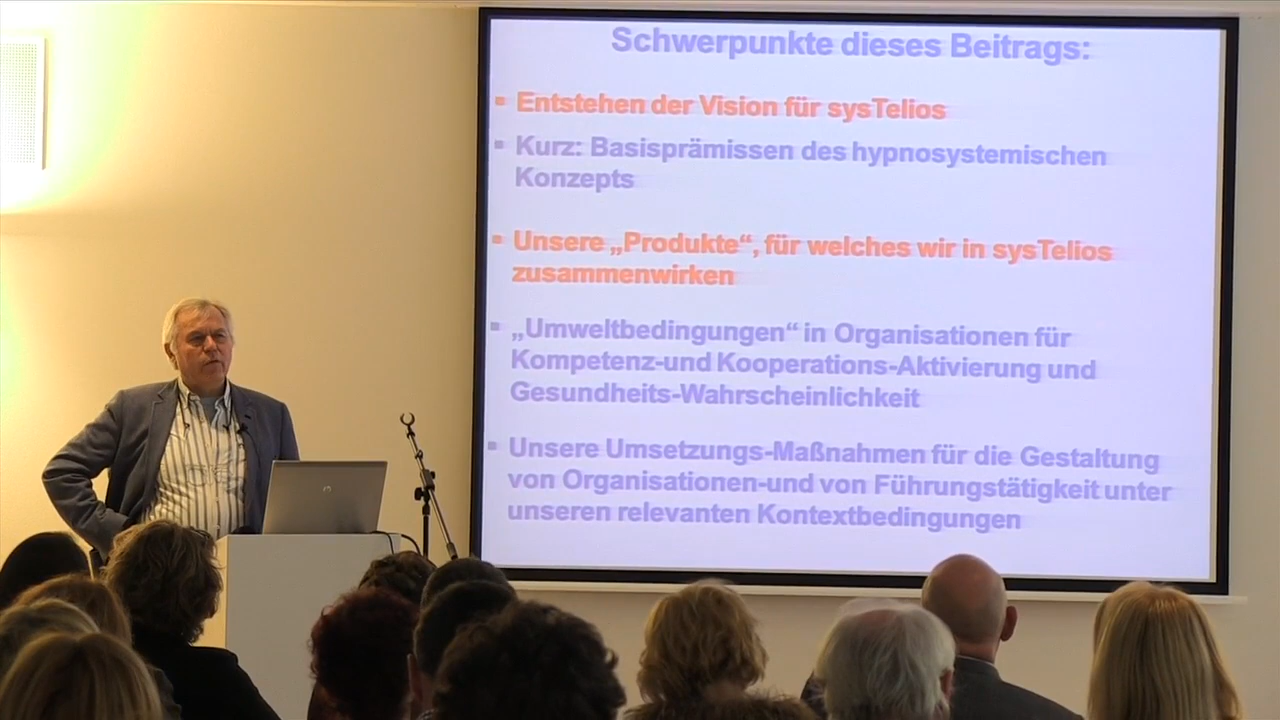 Schwerpunkte dieses Beitrags:
▪ Entstehen der Vision für sysTelios
▪ Kurz: Basisprämissen des hypnosystemischen
Konzepts
▪ Unsere „Produkte“, für welches wir in sysTelios
zusammenwirken
▪ „Umweltbedingungen“ in Organisationen für
Kompetenz-und Kooperations-Aktivierung und
Gesundheits-Wahrscheinlichkeit
▪ Unsere Umsetzungs-Maßnahmen für die Gestaltung
von Organisationen-und von Führungstätigkeit unter
unseren relevanten Kontextbedingungen
hp